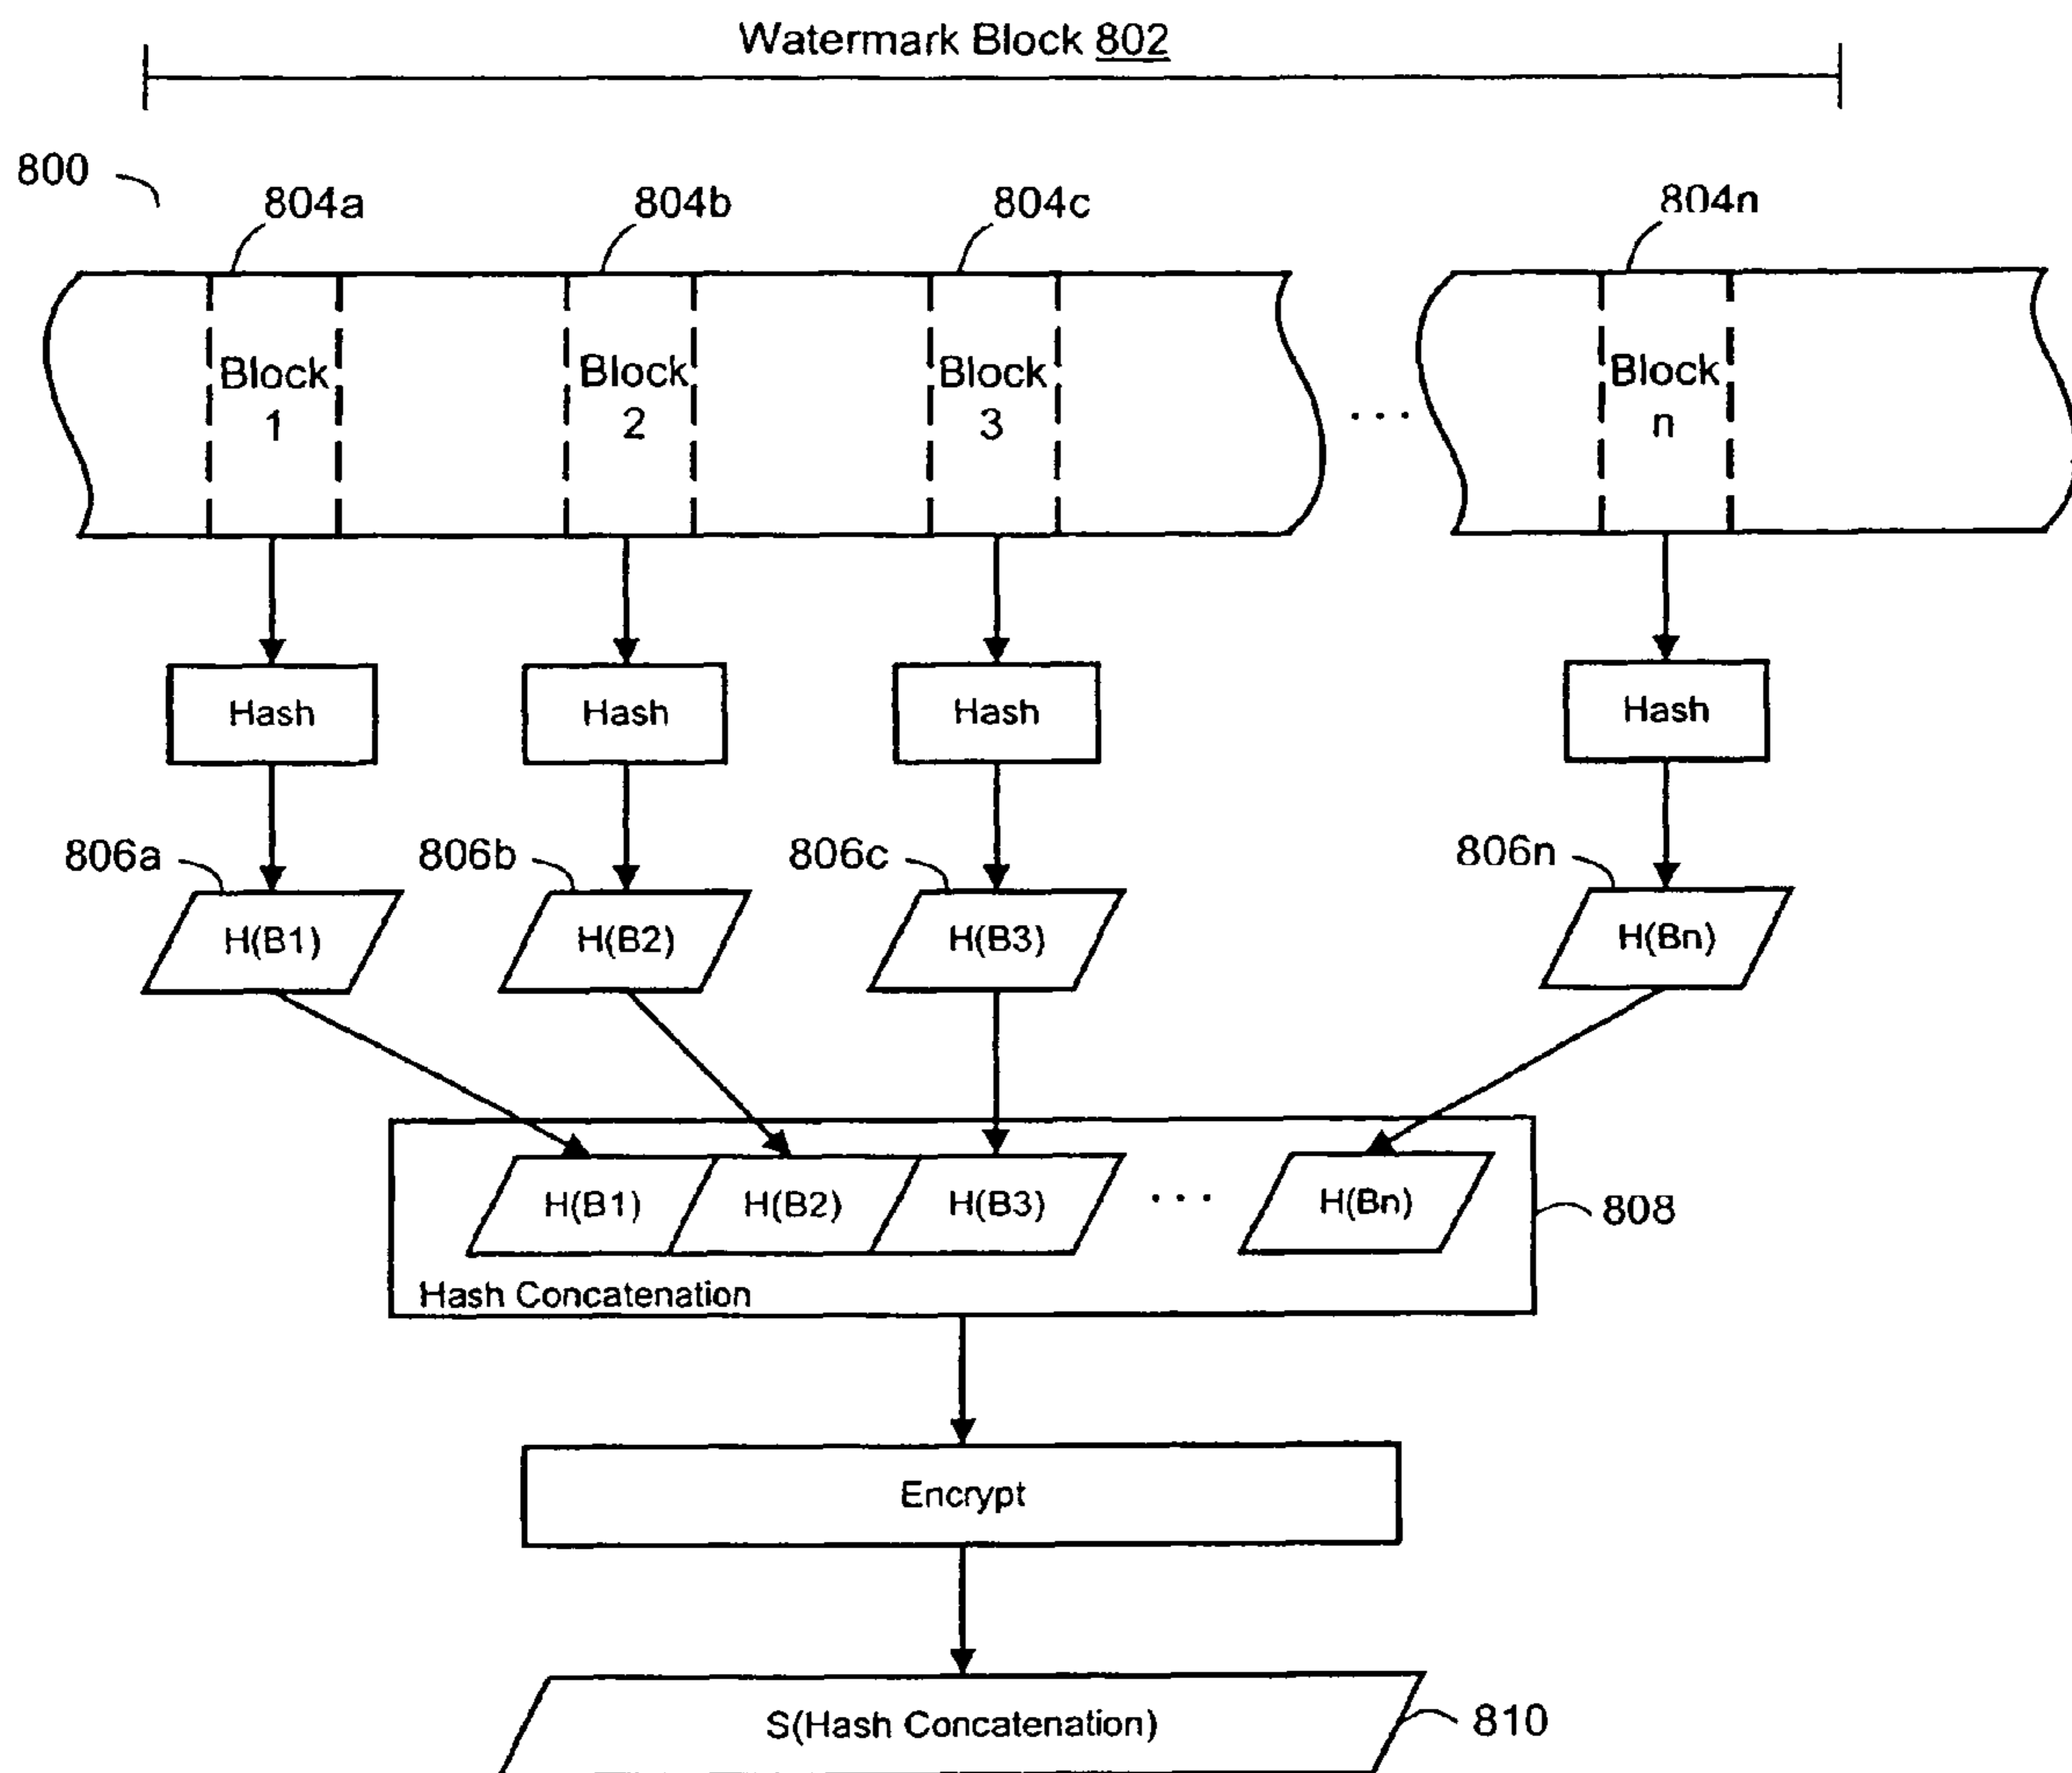 Watermark Block 802
800
804a
804b
804c
804n
Block
1
Block
2
Block
3
. . .
Block
n
Hash
Hash
Hash
Hash
806a
806b
806c
806n
H(B1)
H(B2)
H(B3)
H(Bn)
H(B1)
H(B2)
H(B3)
. . .
H(Bn)
808
Hash Concatenation
Encrypt
S(Hash Concatenation)
810